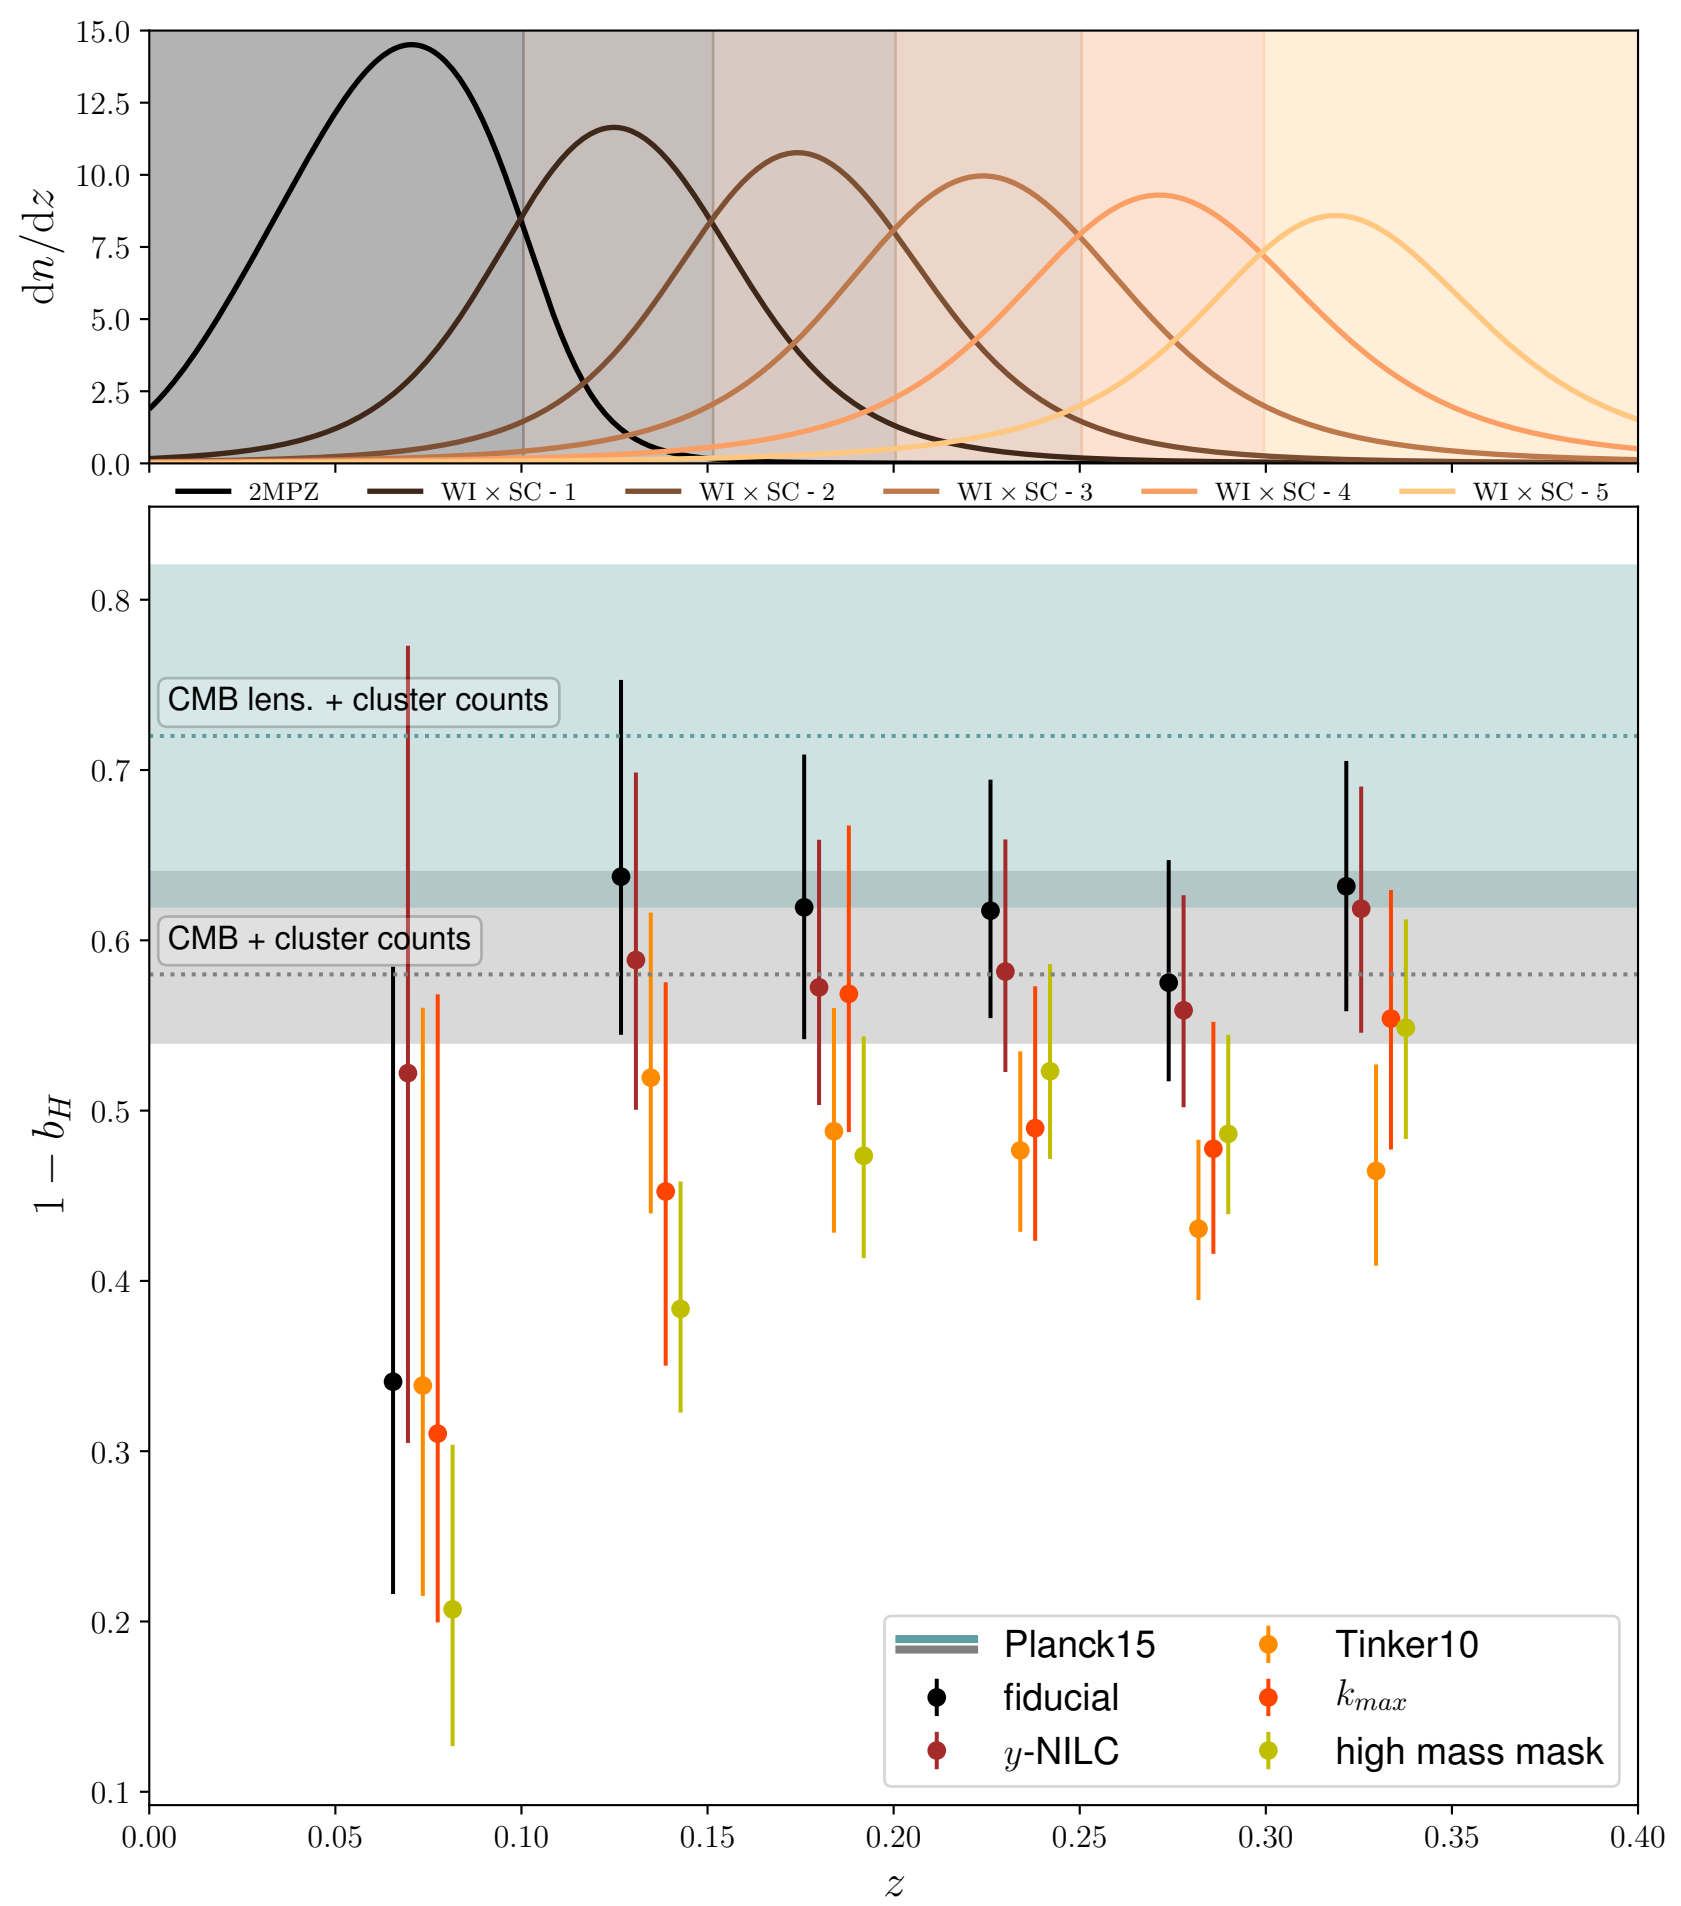 15.0
12.5
10.0
7.5
5.0
2.5
0.0
dn/dz
2MPZ WI × SC - 1 WI × SC - 2 WI × SC - 3 WI × SC - 4 WI × SC - 5
0.8
0.7
0.6
0.5
0.4
0.3
0.2
0.1
1 − b_H
CMB lens. + cluster counts
CMB + cluster counts
Planck15 Tinker10
fiducial k_max
y-NILC high mass mask
0.00 0.05 0.10 0.15 0.20 0.25 0.30 0.35 0.40
z